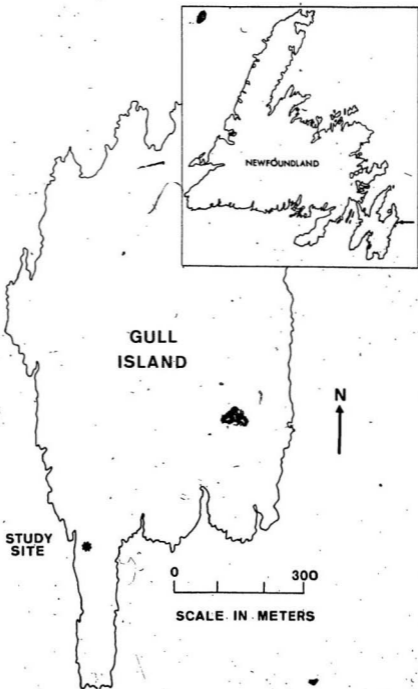 NEWFOUNDLAND
GULL
ISLAND
N
STUDY
SITE
0 300
SCALE IN METERS